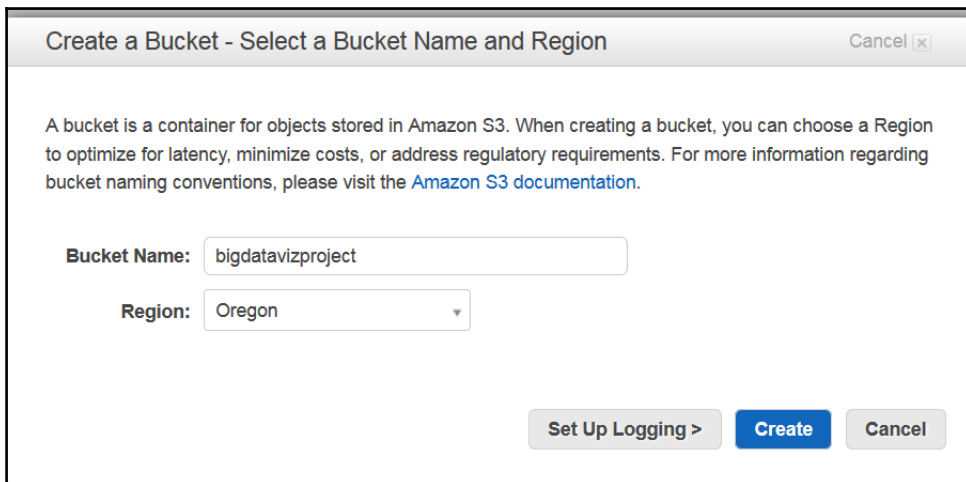 Create a Bucket - Select a Bucket Name and Region
Cancel x
A bucket is a container for objects stored in Amazon S3. When creating a bucket, you can choose a Region
to optimize for latency, minimize costs, or address regulatory requirements. For more information regarding
bucket naming conventions, please visit the Amazon S3 documentation.
Bucket Name: bigdatavizproject
Region: Oregon
Set Up Logging > Create Cancel